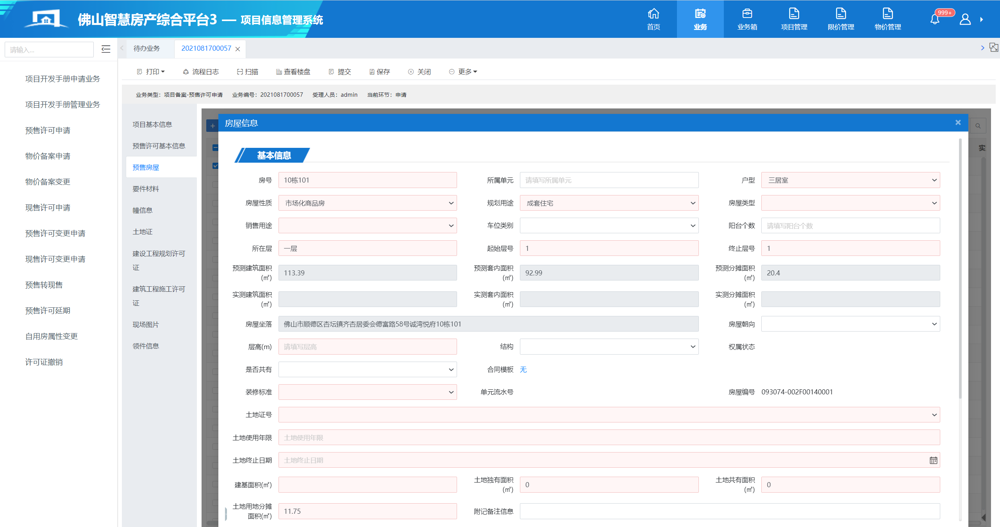 佛山智慧房产综合平台3 — 项目信息管理系统
首页
业务
业务箱
项目管理
限价管理
物价管理
999+
请输入...
待办业务
2021081700057
打印
流程日志
扫描
查看楼盘
提交
保存
关闭
更多
业务类型：项目备案-预售许可申请 业务编号：2021081700057 受理人员：admin 当前环节：申请
项目开发手册申请业务
项目开发手册管理业务
预售许可申请
物价备案申请
物价备案变更
现售许可申请
预售许可变更申请
现售许可变更申请
预售转现售
预售许可延期
自用房属性变更
许可证撤销
项目基本信息
预售许可基本信息
预售房屋
要件材料
幢信息
土地证
建设工程规划许可
证
建筑工程施工许可
证
现场图片
领件信息
房屋信息
实
基本信息
房号 10栋101 所属单元 请填写所属单元 户型 三居室
房屋性质 市场化商品房 规划用途 成套住宅 房屋类型
销售用途 车位类别 阳台个数 请填写阳台个数
所在层 一层 起始层号 1 终止层号 1
预测建筑面积(㎡) 113.39 预测套内面积(㎡) 92.99 预测分摊面积(㎡) 20.4
实测建筑面积(㎡) 实测套内面积(㎡) 实测分摊面积(㎡)
房屋坐落 佛山市顺德区杏坛镇齐杏居委会德富路58号诚湾悦府10栋101 房屋朝向
层高(m) 请填写层高 结构 权属状态
是否共有 合同模板 无
装修标准 单元流水号 房屋编号 093074-002F00140001
土地证号
土地使用年限 土地使用年限
土地终止日期 土地终止日期
建基面积(㎡) 土地独有面积(㎡) 0 土地共有面积(㎡) 0
土地用地分摊面积(㎡) 11.75 附记备注信息